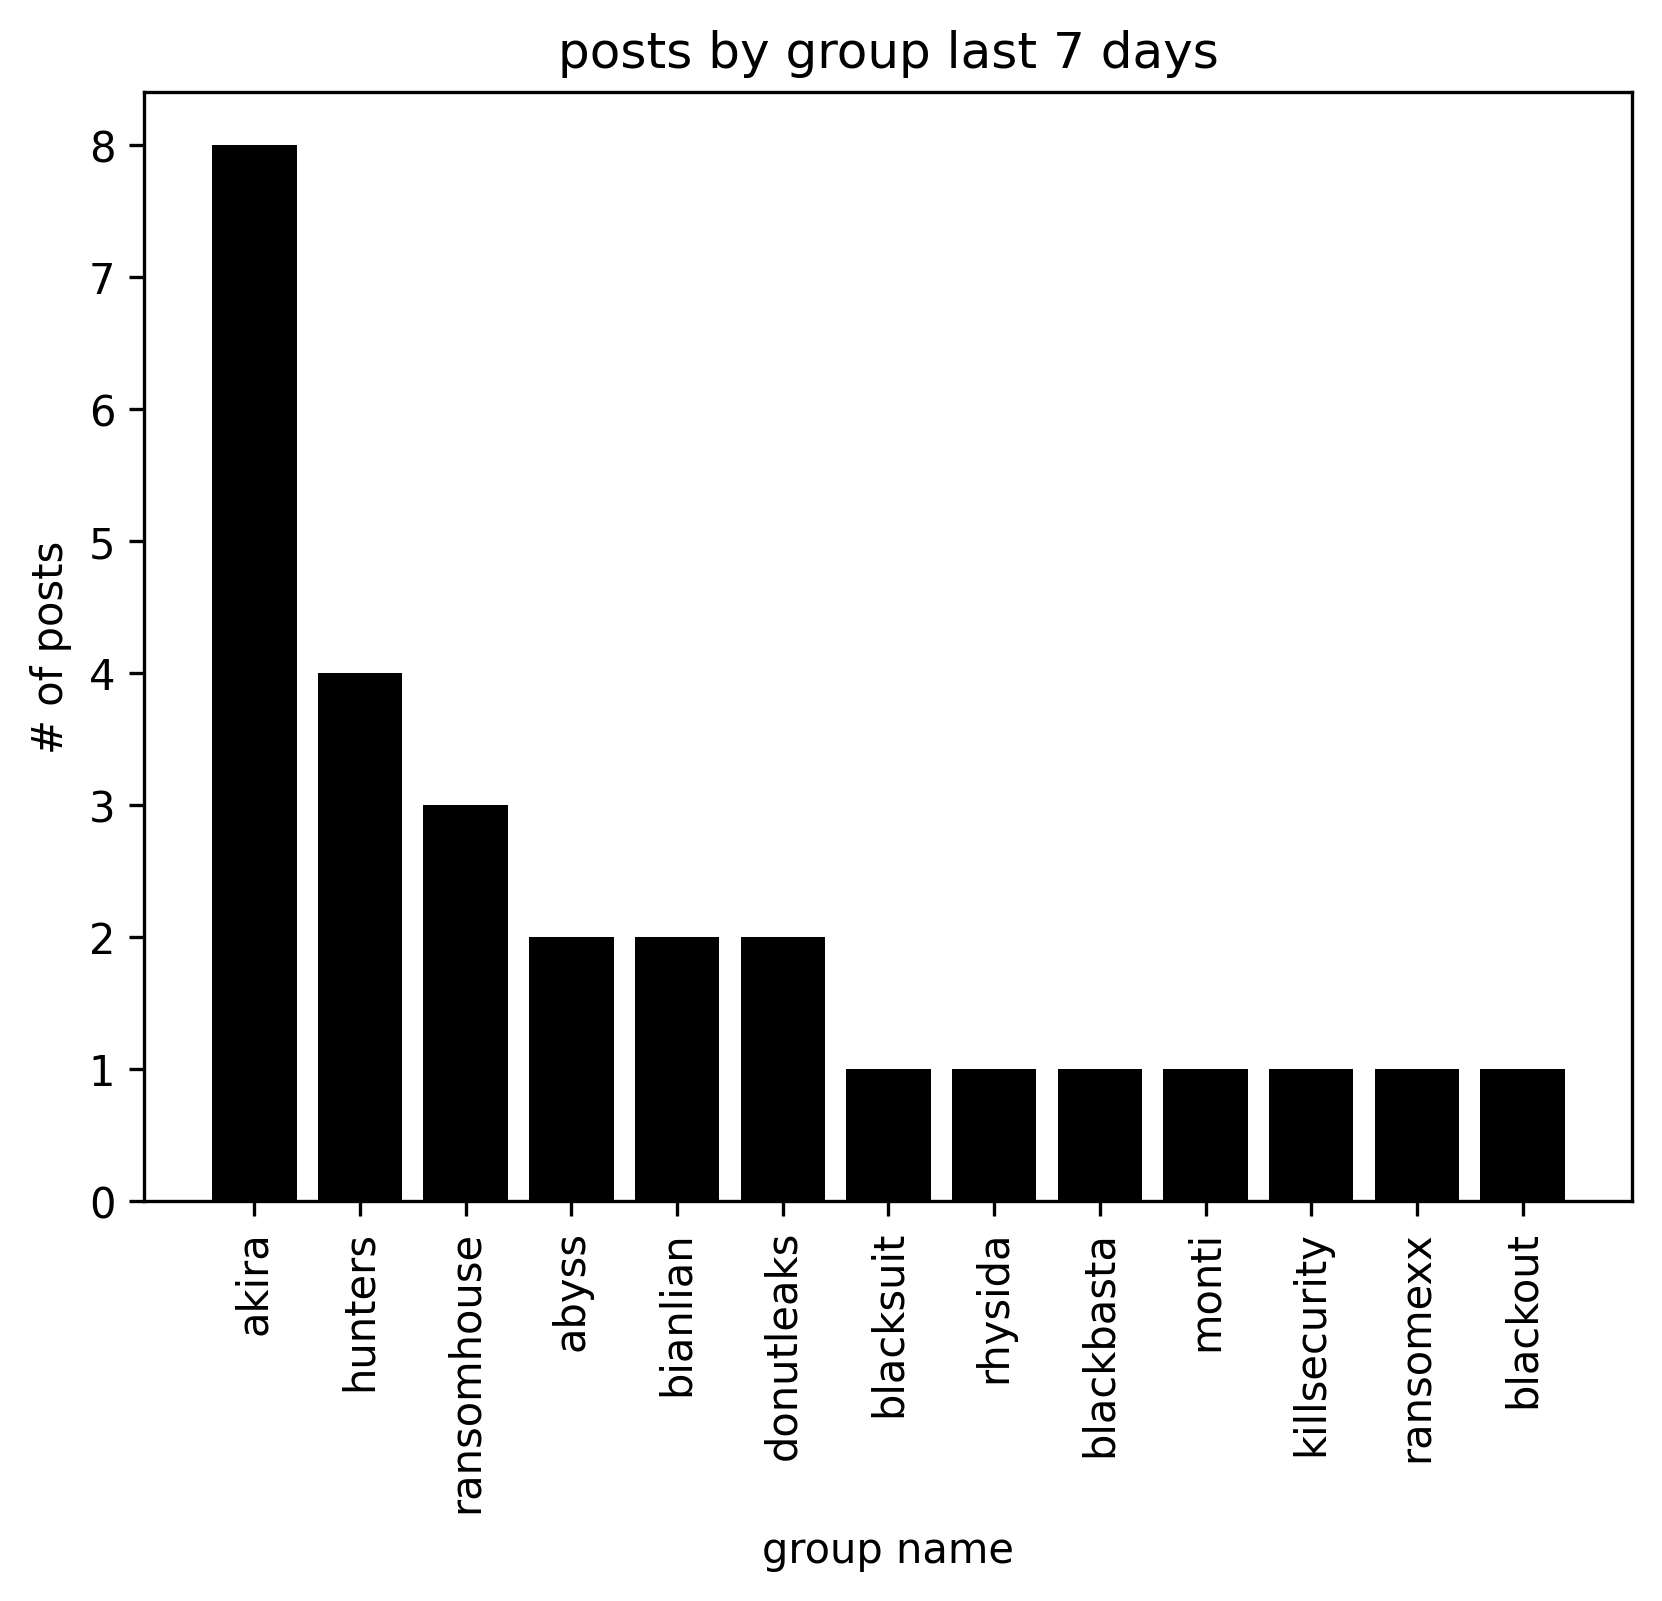 posts by group last 7 days
8
7
6
5
4
3
2
1
0
# of posts
akira
hunters
ransomhouse
abyss
bianlian
donutleaks
blacksuit
rhysida
blackbasta
monti
killsecurity
ransomexx
blackout
group name